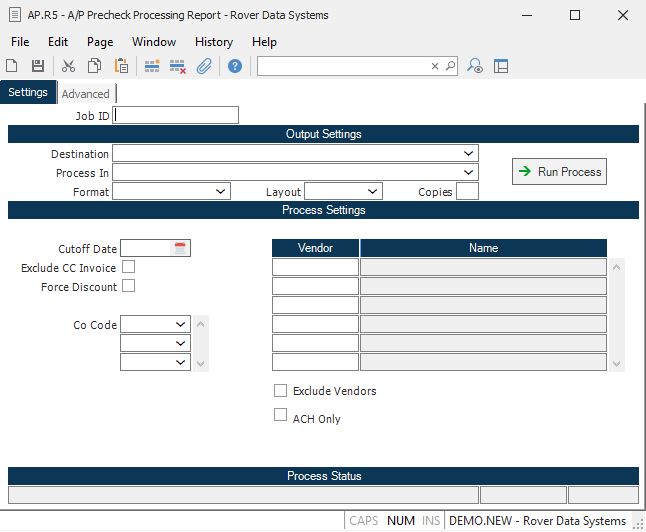 AP.R5 - A/P Precheck Processing Report - Rover Data Systems
File Edit Page Window History Help
Settings Advanced
Job ID
Output Settings
Destination
Process In
Run Process
Format Layout Copies
Process Settings
Cutoff Date
Vendor Name
Exclude CC Invoice
Force Discount
Co Code
Exclude Vendors
ACH Only
Process Status
CAPS NUM INS DEMO.NEW - Rover Data Systems